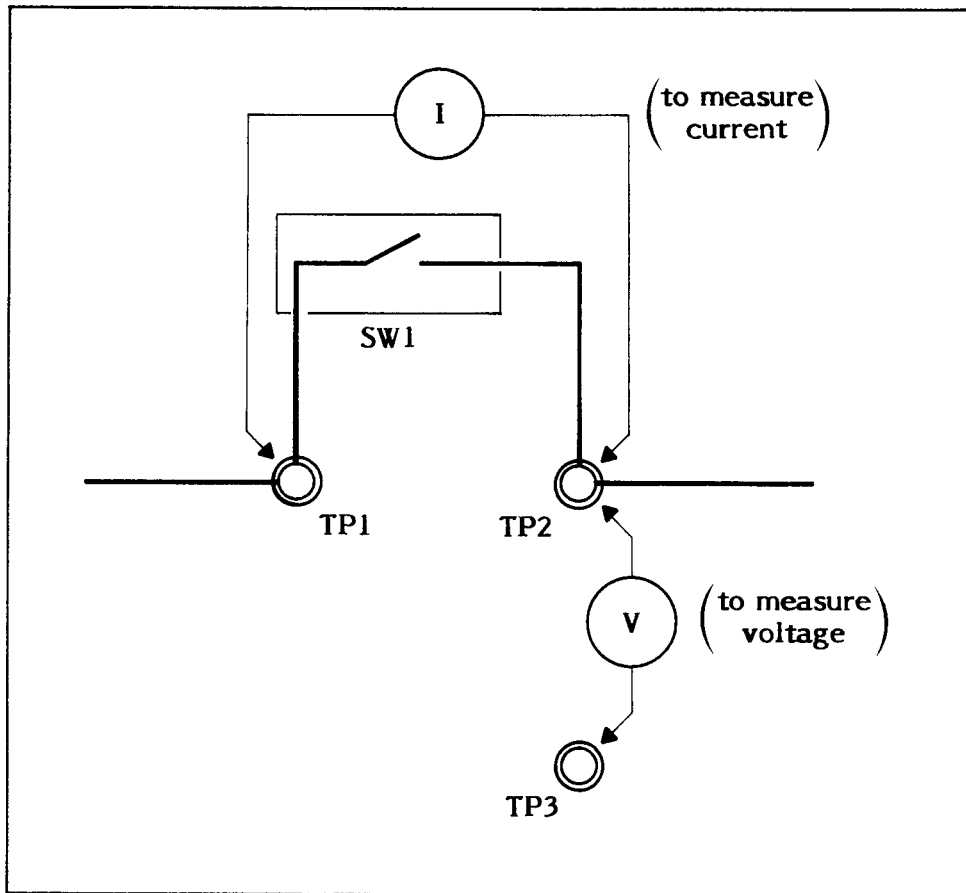 I
(to measure
current)
SW1
TP1
TP2
V
(to measure
voltage)
TP3